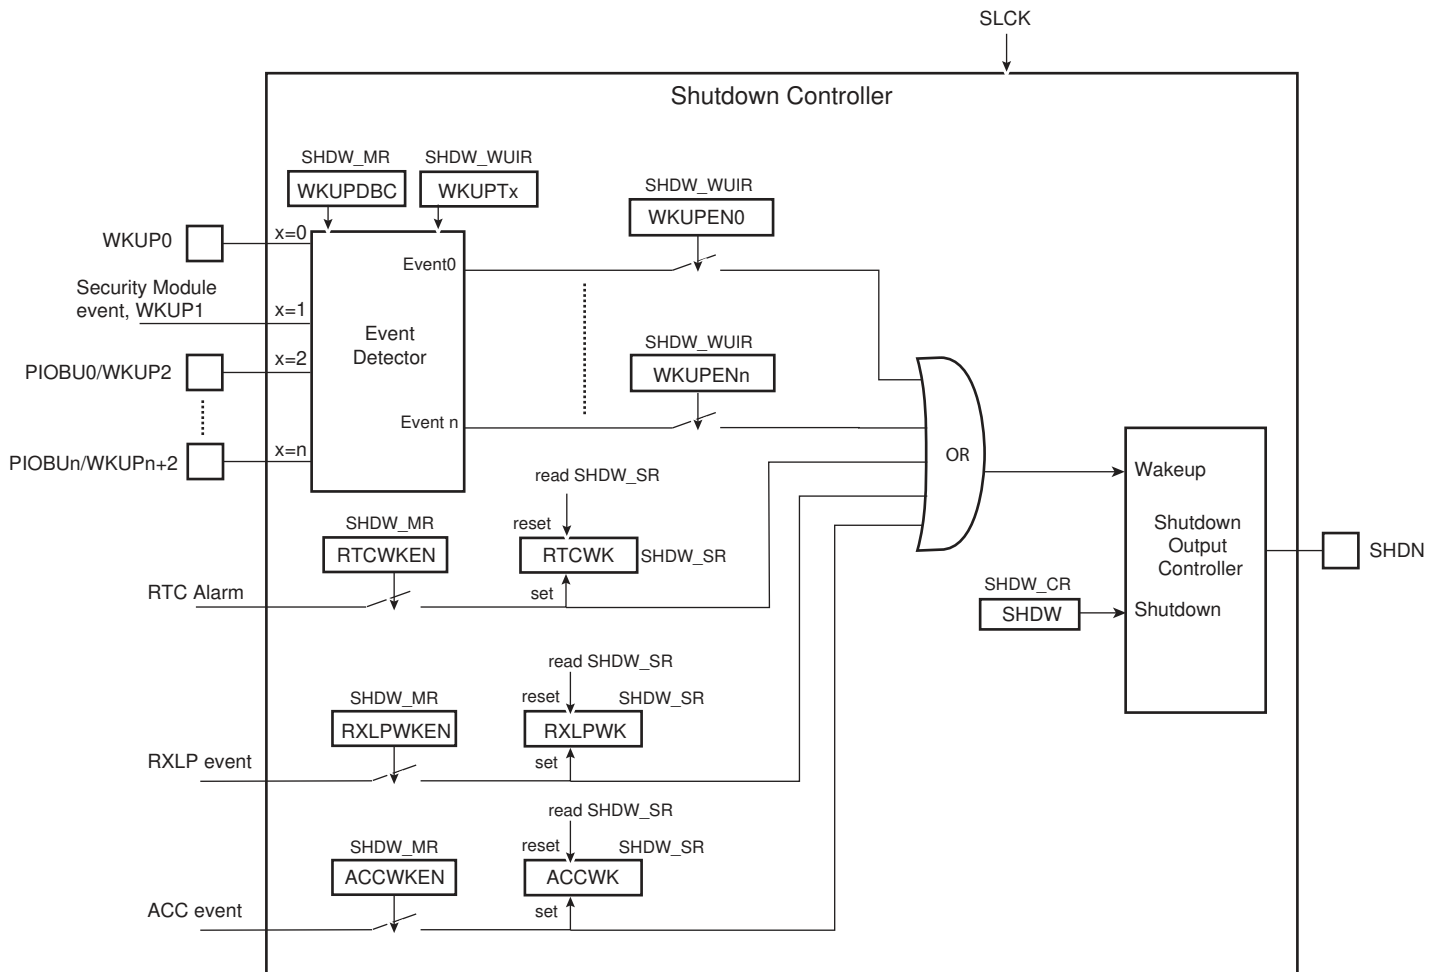 SLCK
Shutdown Controller
SHDW_MR
SHDW_WUIR
WKUPDBC
WKUPTx
SHDW_WUIR
WKUPEN0
WKUP0
x=0
Event0
Security Module
event, WKUP1
x=1
Event
Detector
SHDW_WUIR
WKUPENn
PIOBU0/WKUP2
x=2
Event n
PIOBUn/WKUPn+2
x=n
OR
Wakeup
Shutdown
Output
Controller
SHDN
SHDW_CR
SHDW
Shutdown
read SHDW_SR
reset
SHDW_MR
RTCWKEN
RTCWK
SHDW_SR
set
RTC Alarm
read SHDW_SR
reset
SHDW_SR
SHDW_MR
RXLPWKEN
RXLPWK
set
RXLP event
read SHDW_SR
reset
SHDW_SR
SHDW_MR
ACCWKEN
ACCWK
set
ACC event